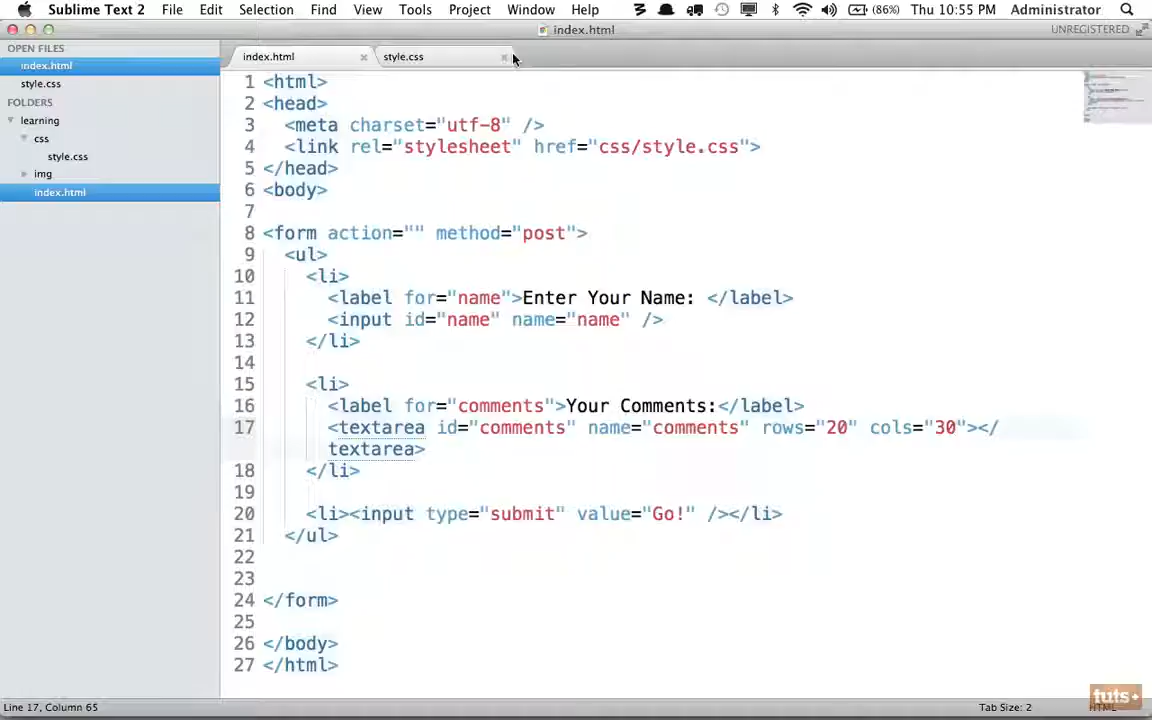 Sublime Text 2 File Edit Selection Find View Tools Project Window Help (86%) Thu 10:55 PM Administrator
index.html UNREGISTERED
OPEN FILES
index.html
style.css
FOLDERS
learning
css
style.css
img
index.html
index.html style.css
1 <html>
2 <head>
3 <meta charset="utf-8" />
4 <link rel="stylesheet" href="css/style.css">
5 </head>
6 <body>
7
8 <form action="" method="post">
9 <ul>
10 <li>
11 <label for="name">Enter Your Name: </label>
12 <input id="name" name="name" />
13 </li>
14
15 <li>
16 <label for="comments">Your Comments:</label>
17 <textarea id="comments" name="comments" rows="20" cols="30"></
textarea>
18 </li>
19
20 <li><input type="submit" value="Go!" /></li>
21 </ul>
22
23
24 </form>
25
26 </body>
27 </html>
Line 17, Column 65 Tab Size: 2 HTML
tuts+